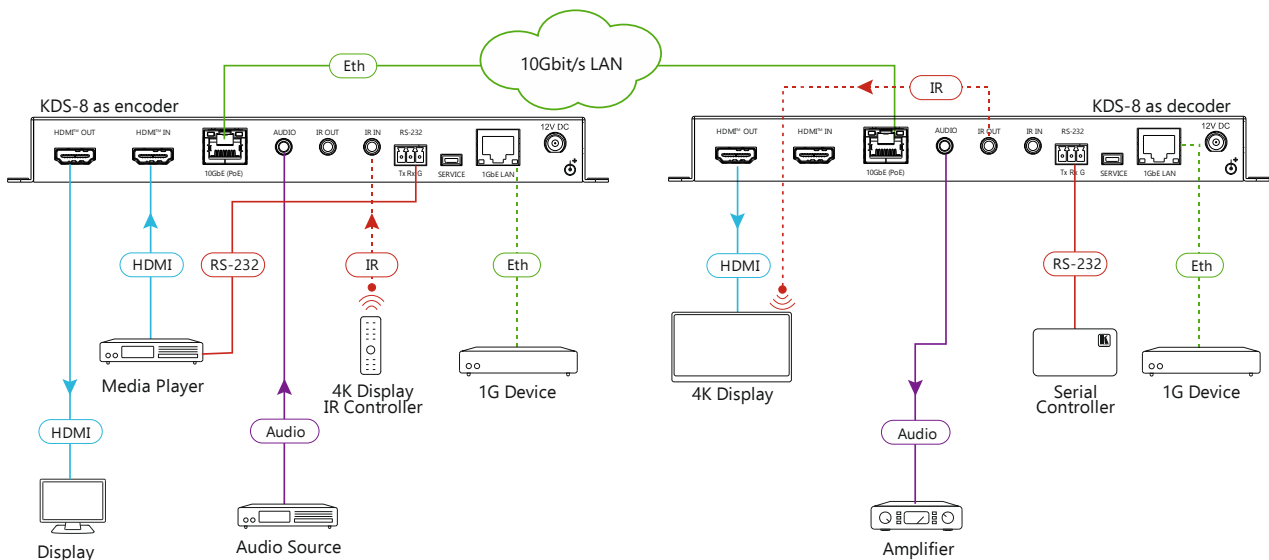 10Gbit/s LAN
Eth
IR
KDS-8 as encoder
KDS-8 as decoder
HDMI™ OUT
HDMI™ IN
AUDIO
IR OUT
IR IN
RS-232
12V DC
10GbE (PoE)
Tx Rx G
SERVICE
1GbE LAN
HDMI™ OUT
HDMI™ IN
AUDIO
IR OUT
IR IN
RS-232
12V DC
10GbE (PoE)
Tx Rx G
SERVICE
1GbE LAN
HDMI
RS-232
IR
Eth
HDMI
RS-232
Eth
Media Player
4K Display
IR Controller
1G Device
4K Display
Serial
Controller
1G Device
HDMI
Audio
Audio
Display
Audio Source
Amplifier